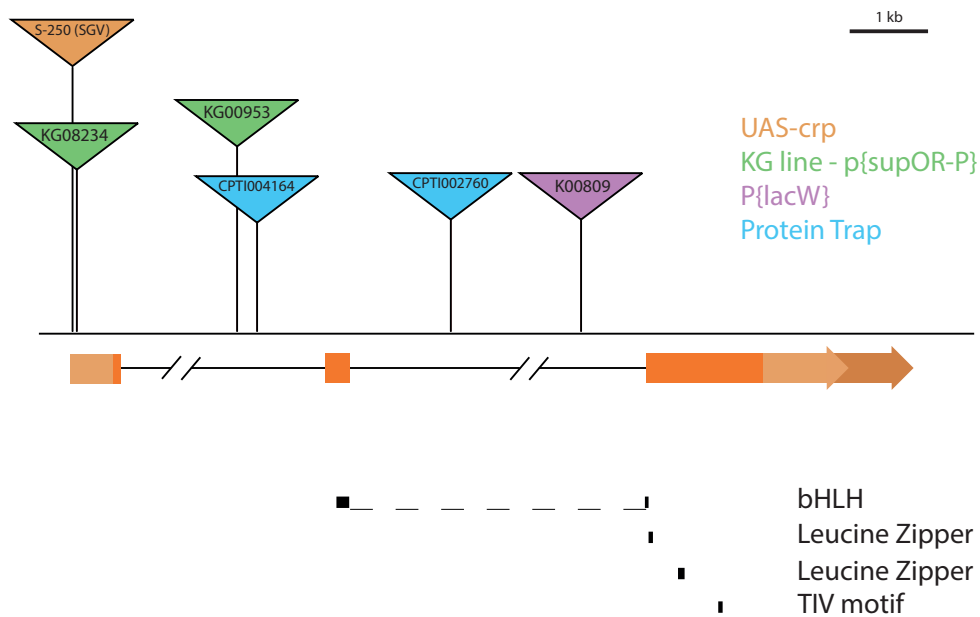 S-250 (SGV)
1 kb
KG08234
KG00953
CPTI004164
CPTI002760
K00809
UAS-crp
KG line - p{supOR-P}
P{lacW}
Protein Trap
bHLH
Leucine Zipper
Leucine Zipper
TIV motif